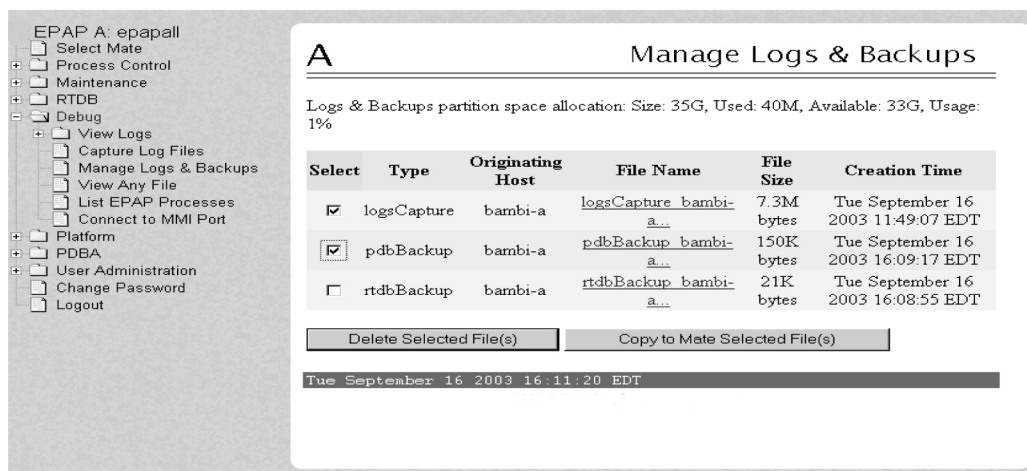 EPAP A: epapall
Select Mate
Process Control
Maintenance
RTDB
Debug
View Logs
Capture Log Files
Manage Logs & Backups
View Any File
List EPAP Processes
Connect to MMI Port
Platform
PDBA
User Administration
Change Password
Logout
A
Manage Logs & Backups
Logs & Backups partition space allocation: Size: 35G, Used: 40M, Available: 33G, Usage:
1%
Select Type Originating Host File Name File Size Creation Time
logsCapture bambi-a logsCapture_bambi-a... 7.3M bytes Tue September 16 2003 11:49:07 EDT
pdbBackup bambi-a pdbBackup_bambi-a... 150K bytes Tue September 16 2003 16:09:17 EDT
rtdbBackup bambi-a rtdbBackup_bambi-a... 21K bytes Tue September 16 2003 16:08:55 EDT
Delete Selected File(s) Copy to Mate Selected File(s)
Tue September 16 2003 16:11:20 EDT